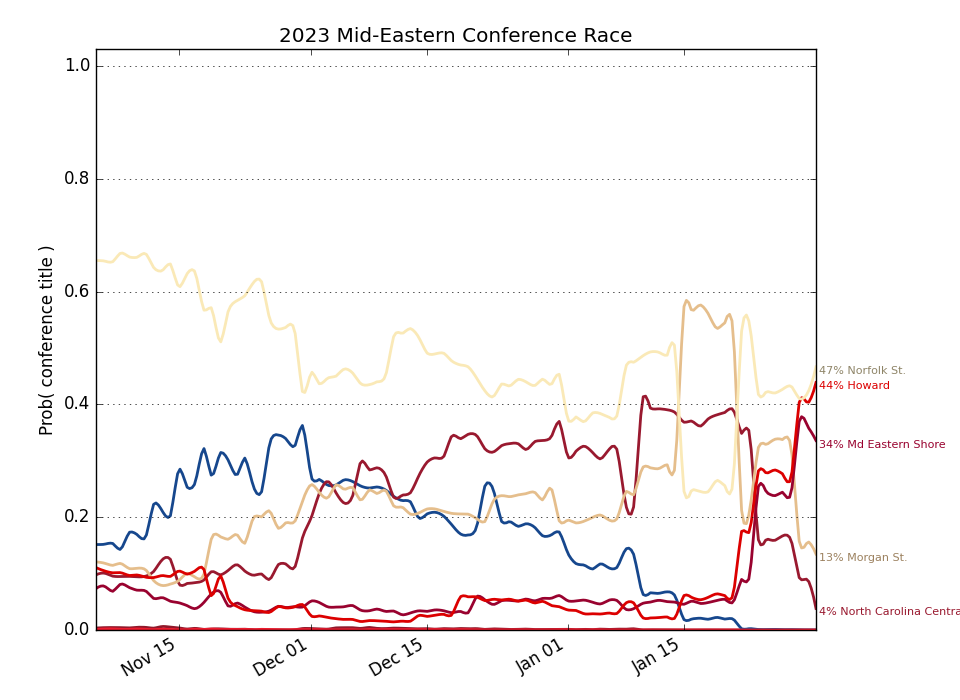 2023 Mid-Eastern Conference Race
1.0
0.8
0.6
0.4
0.2
0.0
Prob( conference title )
47% Norfolk St.
44% Howard
34% Md Eastern Shore
13% Morgan St.
4% North Carolina Centra
Nov 15
Dec 01
Dec 15
Jan 01
Jan 15